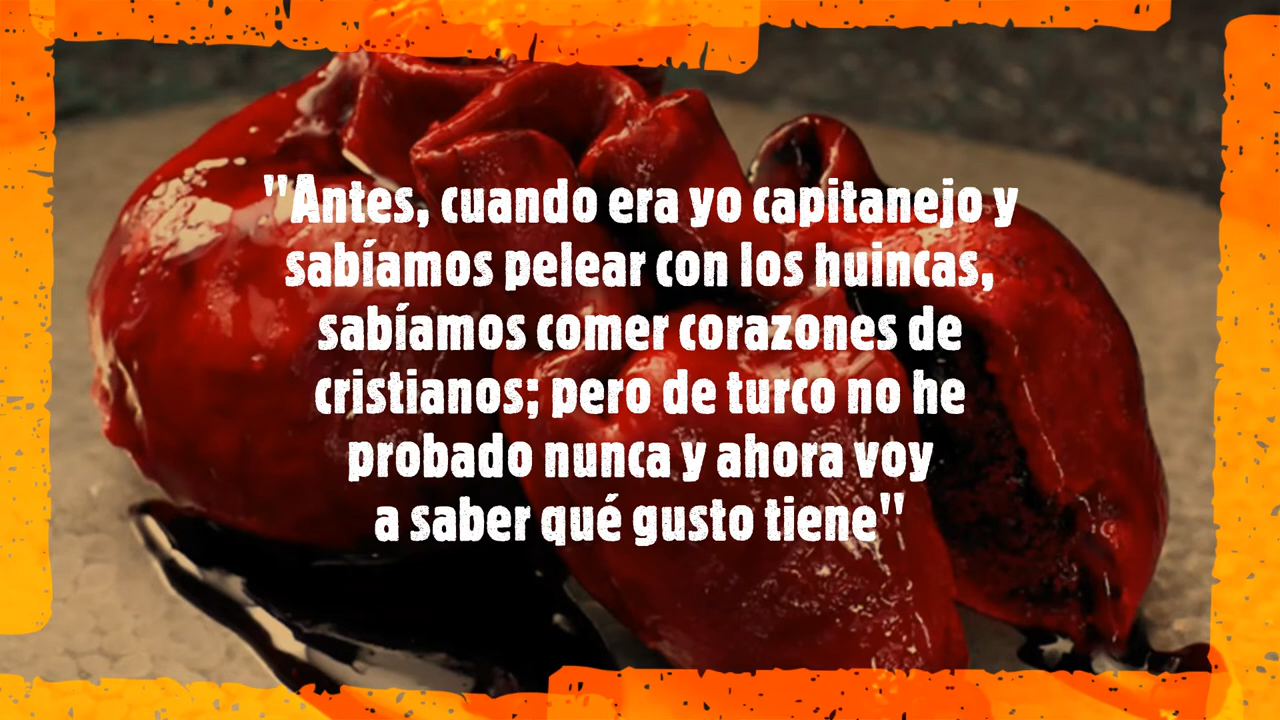 "Antes, cuando era yo capitanejo y
sabíamos pelear con los huincas,
sabíamos comer corazones de
cristianos; pero de turco no he
probado nunca y ahora voy
a saber qué gusto tiene"